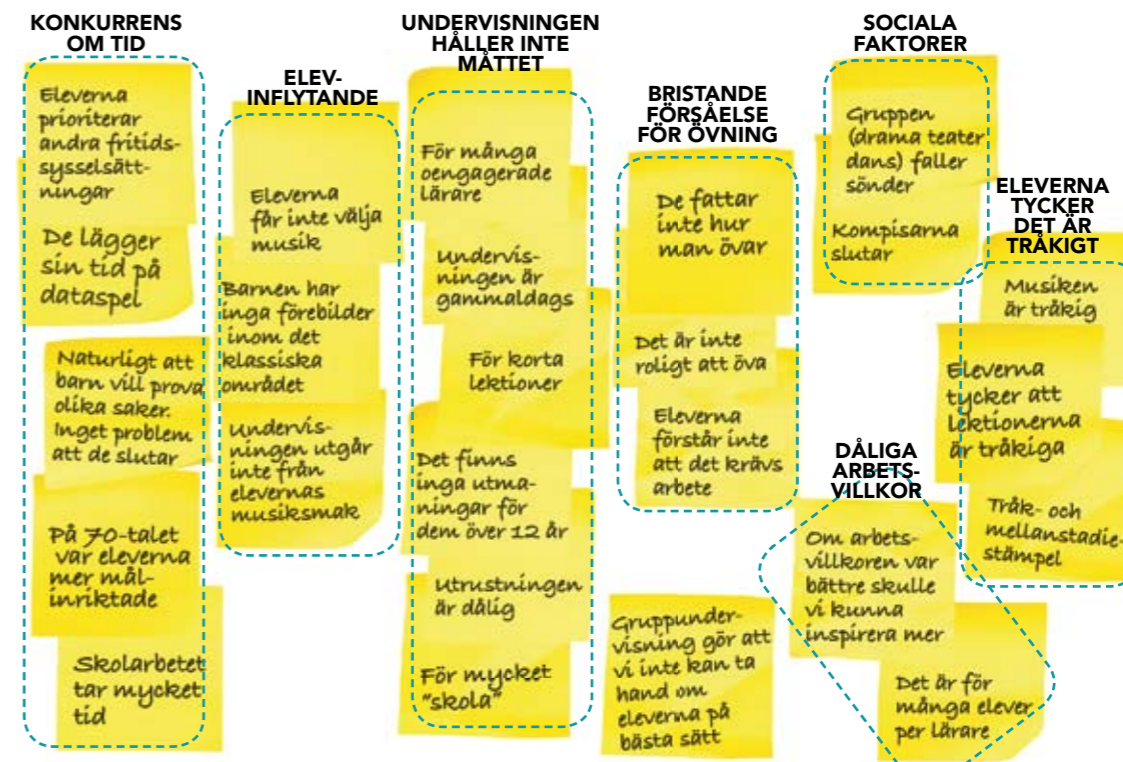 KONKURRENS
OM TID
Eleverna
prioriterar
andra fritids-
sysselsätt-
ningar
De lägger
sin tid på
dataspel
Naturligt att
barn vill prova
olika saker.
Inget problem
att de slutar
På 70-talet
var eleverna
mer mål-
inriktade
Skolarbetet
tar mycket
tid
ELEV-
INFLYTANDE
Eleverna
får inte välja
musik
Barnen har
inga förebilder
inom det
klassiska
området
Undervis-
ningen utgår
inte från
elevernas
musiksmak
UNDERVISNINGEN
HÅLLER INTE
MÅTTET
För många
oengagerade
lärare
Undervis-
ningen är
gammaldags
För korta
lektioner
Det finns
inga utma-
ningar för
dem över 12 år
Utrustningen
är dålig
För mycket
"skola"
BRISTANDE
FÖRSÅELSE
FÖR ÖVNING
De fattar
inte hur
man övar
Det är inte
roligt att öva
Eleverna
förstår inte
att det krävs
arbete
Gruppunder-
visning gör att
vi inte kan ta
hand om
eleverna på
bästa sätt
SOCIALA
FAKTORER
Gruppen
(drama teater
dans) faller
sönder
Kompisarna
slutar
DÅLIGA
ARBETS-
VILLKOR
Om arbets-
villkoren var
bättre skulle
vi kunna
inspirera mer
Det är för
många elever
per lärare
ELEVERNA
TYCKER
DET ÄR
TRÅKIGT
Musiken
är tråkig
Eleverna
tycker att
lektionerna
är tråkiga
Tråk- och
mellanstadie-
stämpel